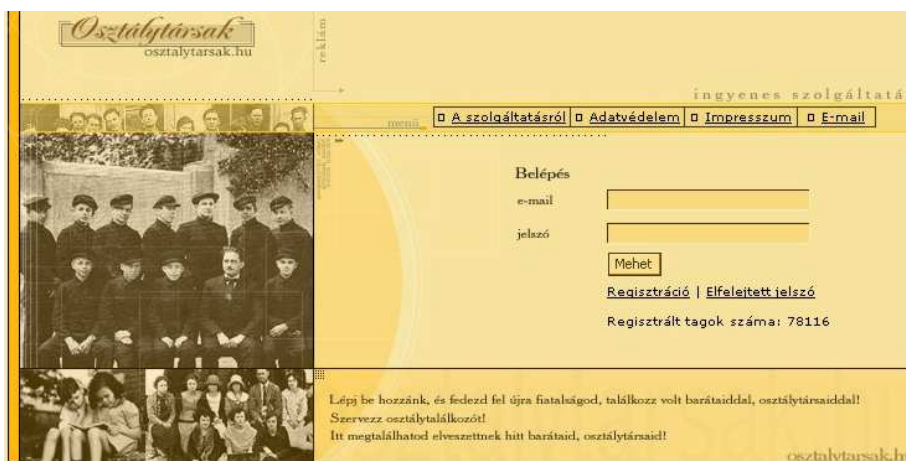 Osztálytársak
osztalytarsak.hu
reklám
ingyenes szolgáltatá
menü
A szolgáltatásról Adatvédelem Impresszum E-mail
Belépés
e-mail
jelszó
Mehet
Regisztráció | Elfelejtett jelszó
Regisztrált tagok száma: 78116
Lépj be hozzánk, és fedezd fel újra fiatalságod, találkozz volt barátaiddal, osztálytársaiddal!
Szervezz osztálytalálkozót!
Itt megtalálhatod elveszettnek hitt barátaid, osztálytársaid!
osztalytarsak.h